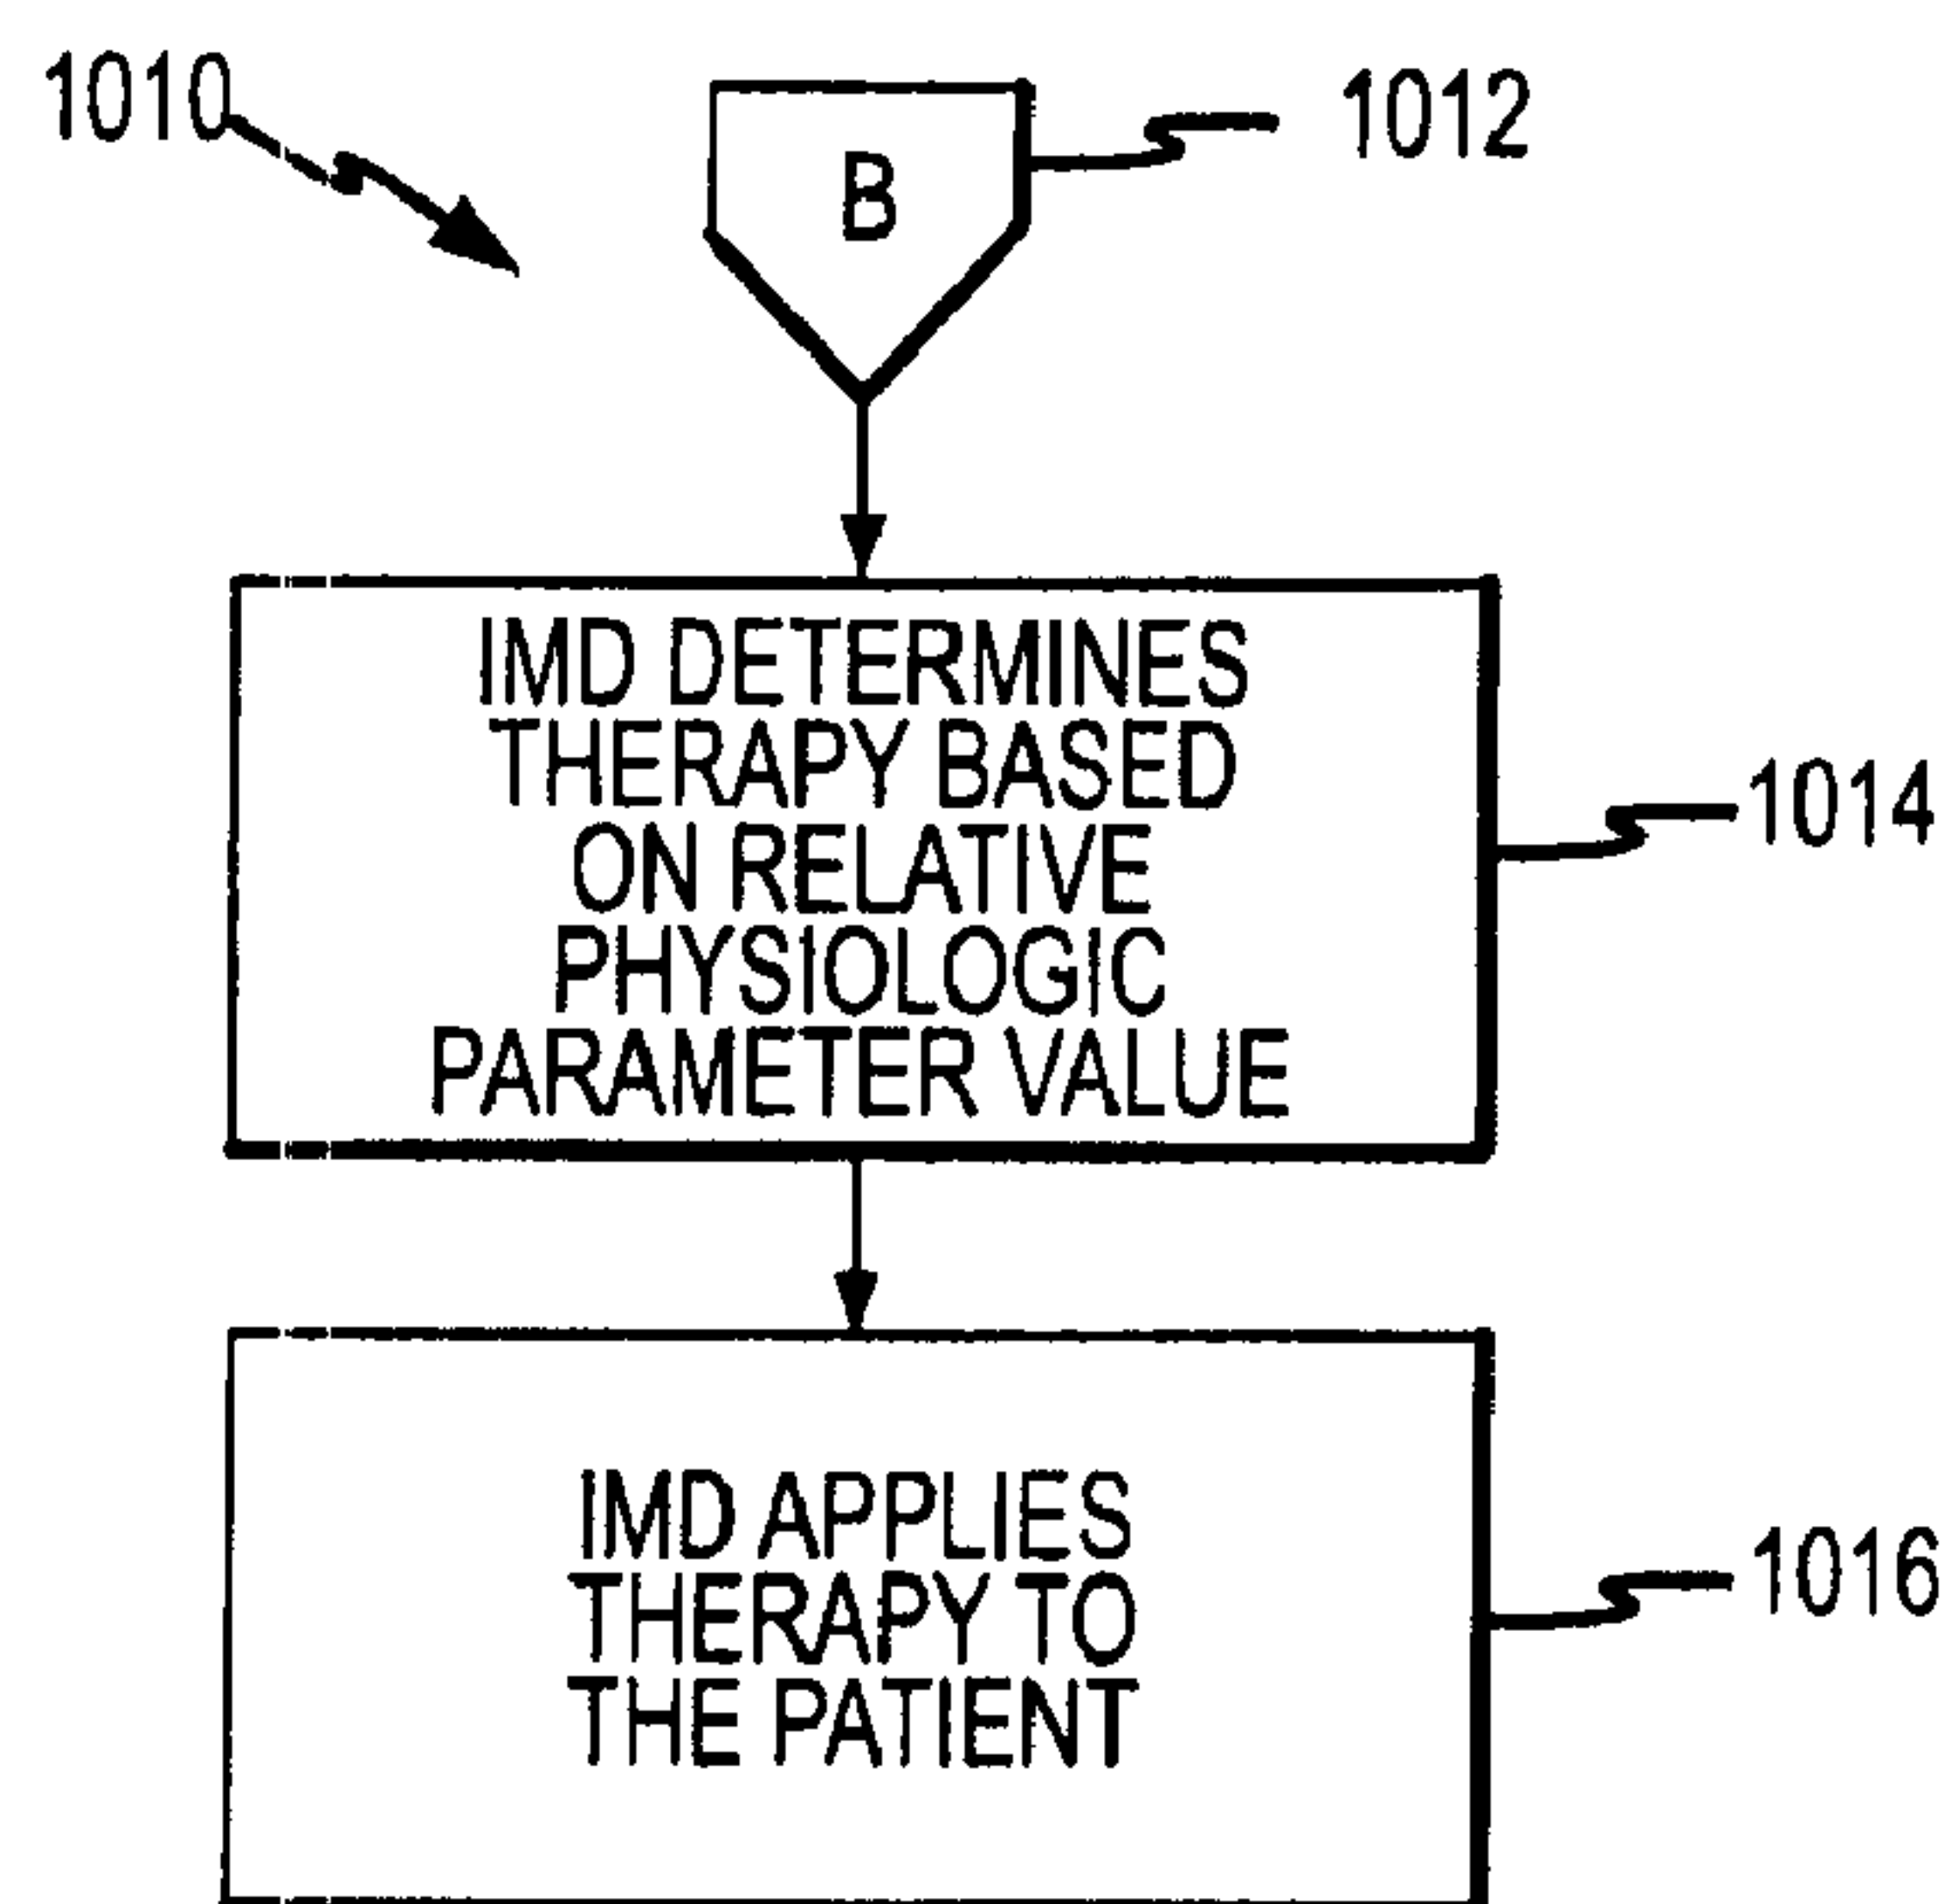 1010
1012
B
IMD DETERMINES
THERAPY BASED
ON RELATIVE
PHYSIOLOGIC
PARAMETER VALUE
1014
IMD APPLIES
THERAPY TO
THE PATIENT
1016